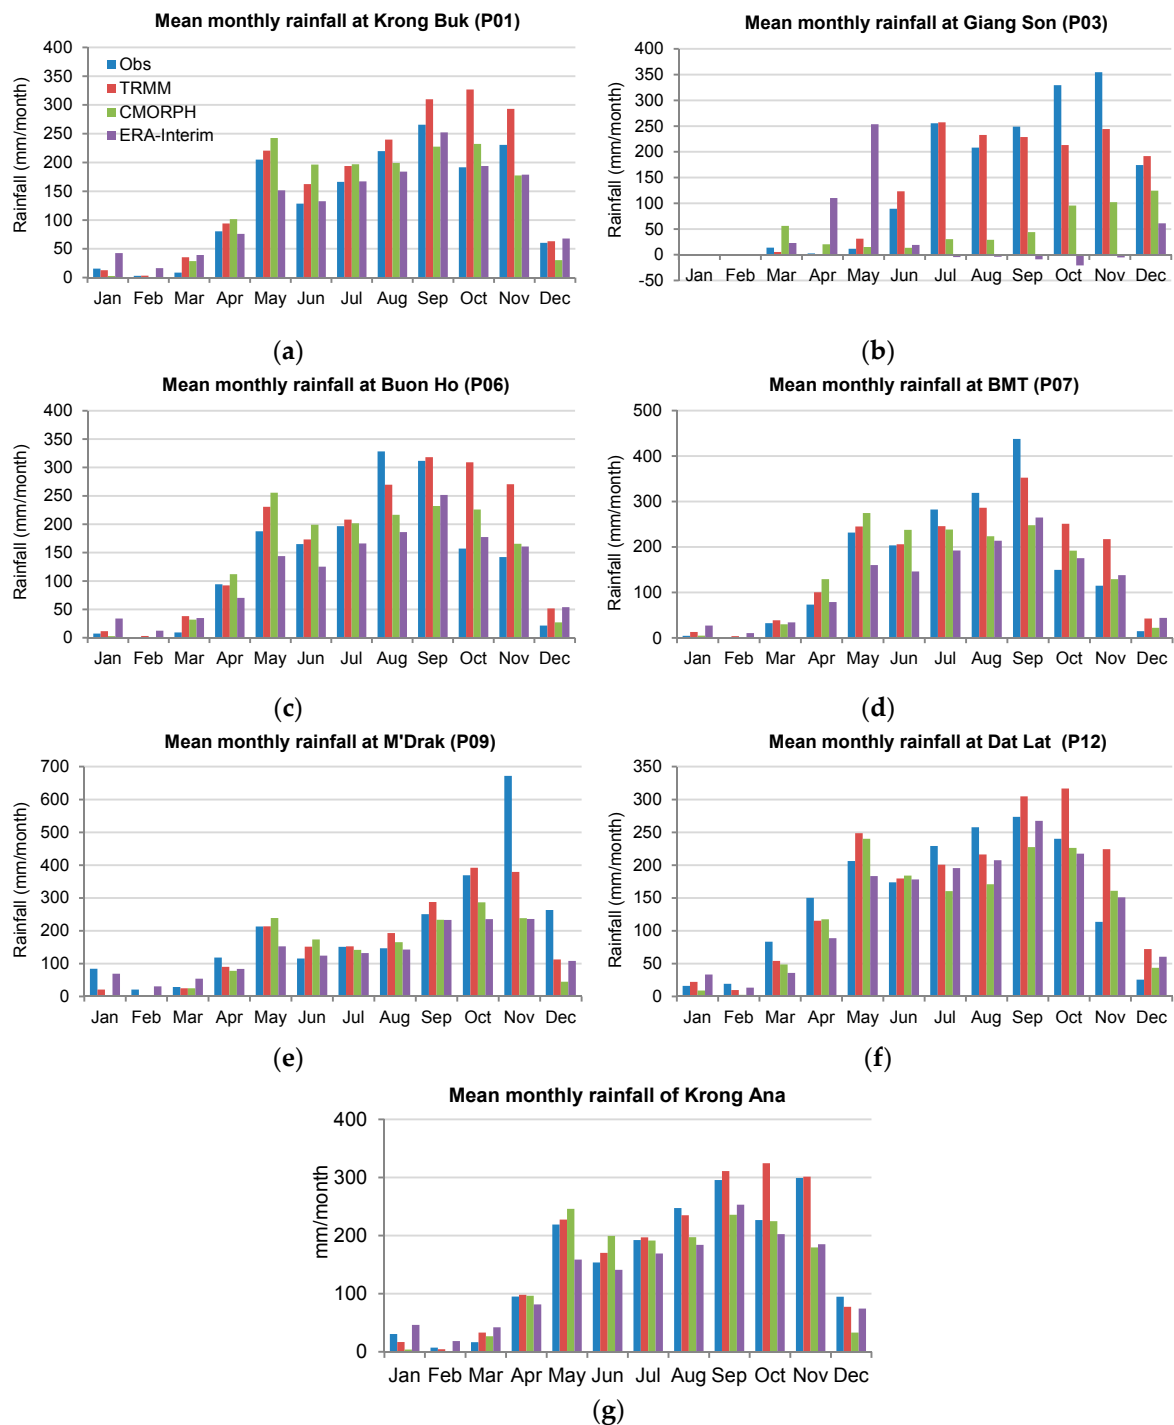 Mean monthly rainfall at Krong Buk (P01)
Rainfall (mm/month)
400
350
300
250
200
150
100
50
0
Obs
TRMM
CMORPH
ERA-Interim
Jan Feb Mar Apr May Jun Jul Aug Sep Oct Nov Dec
(a)
Mean monthly rainfall at Giang Son (P03)
Rainfall (mm/month)
400
350
300
250
200
150
100
50
0
-50
Jan Feb Mar Apr May Jun Jul Aug Sep Oct Nov Dec
(b)
Mean monthly rainfall at Buon Ho (P06)
Rainfall (mm/month)
400
350
300
250
200
150
100
50
0
Jan Feb Mar Apr May Jun Jul Aug Sep Oct Nov Dec
(c)
Mean monthly rainfall at BMT (P07)
Rainfall (mm/month)
500
400
300
200
100
0
Jan Feb Mar Apr May Jun Jul Aug Sep Oct Nov Dec
(d)
Mean monthly rainfall at M'Drak (P09)
Rainfall (mm/month)
700
600
500
400
300
200
100
0
Jan Feb Mar Apr May Jun Jul Aug Sep Oct Nov Dec
(e)
Mean monthly rainfall at Dat Lat (P12)
Rainfall (mm/month)
350
300
250
200
150
100
50
0
Jan Feb Mar Apr May Jun Jul Aug Sep Oct Nov Dec
(f)
Mean monthly rainfall of Krong Ana
mm/month
400
300
200
100
0
Jan Feb Mar Apr May Jun Jul Aug Sep Oct Nov Dec
(g)